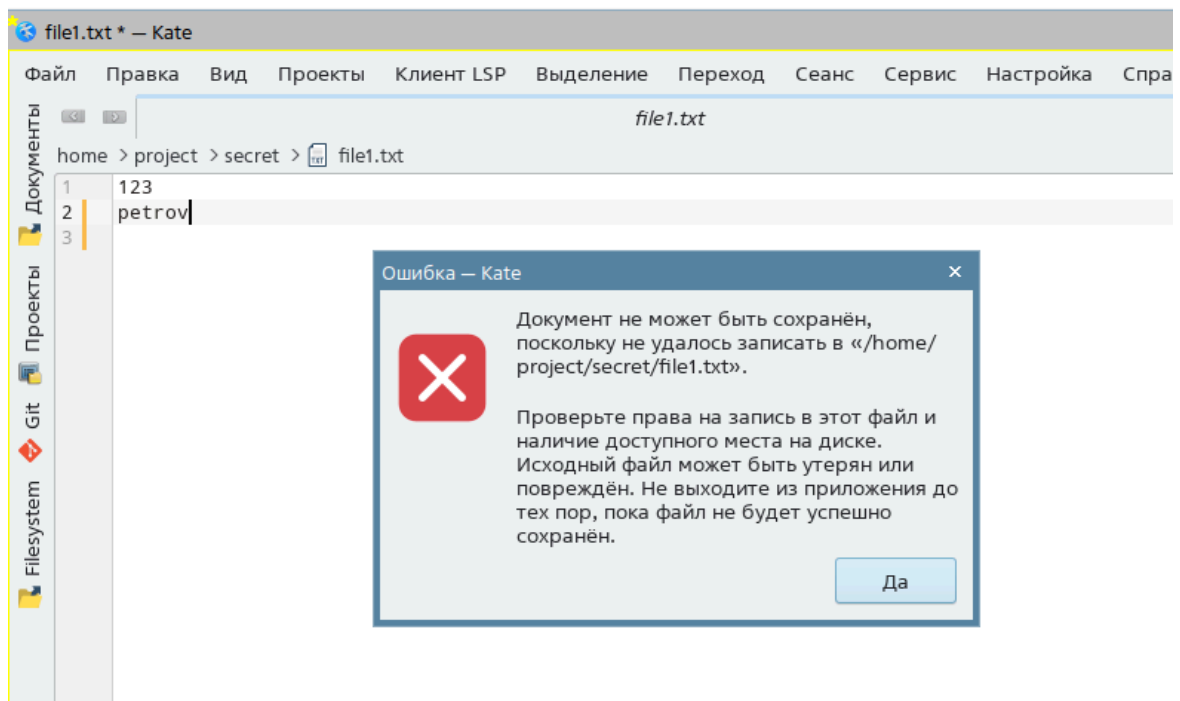 file1.txt * — Kate
Файл Правка Вид Проекты Клиент LSP Выделение Переход Сеанс Сервис Настройка Спра
file1.txt
home > project > secret > file1.txt
1 123
2 petrov
3
Документы
Проекты
Git
Filesystem
Ошибка — Kate
Документ не может быть сохранён,
поскольку не удалось записать в «/home/
project/secret/file1.txt».
Проверьте права на запись в этот файл и
наличие доступного места на диске.
Исходный файл может быть утерян или
повреждён. Не выходите из приложения до
тех пор, пока файл не будет успешно
сохранён.
Да